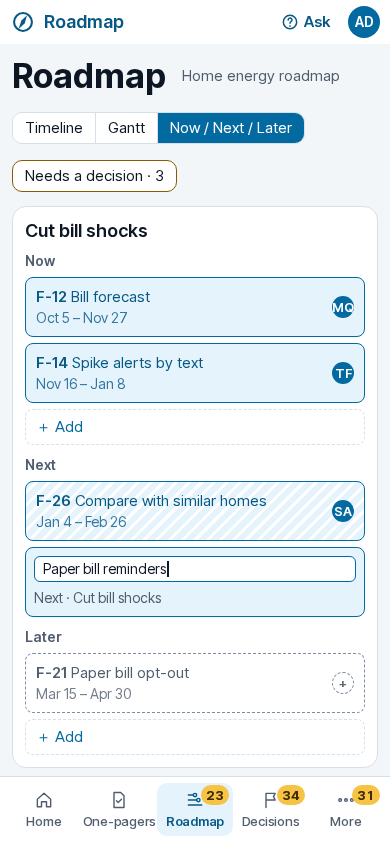 Roadmap
Ask
AD
Roadmap
Home energy roadmap
Timeline
Gantt
Now / Next / Later
Needs a decision · 3
Cut bill shocks
Now
F-12 Bill forecast
Oct 5 – Nov 27
MQ
F-14 Spike alerts by text
Nov 16 – Jan 8
TF
+ Add
Next
F-26 Compare with similar homes
Jan 4 – Feb 26
SA
Paper bill reminders
Next · Cut bill shocks
Later
F-21 Paper bill opt-out
Mar 15 – Apr 30
+
+ Add
23
34
31
Home
One-pagers
Roadmap
Decisions
More